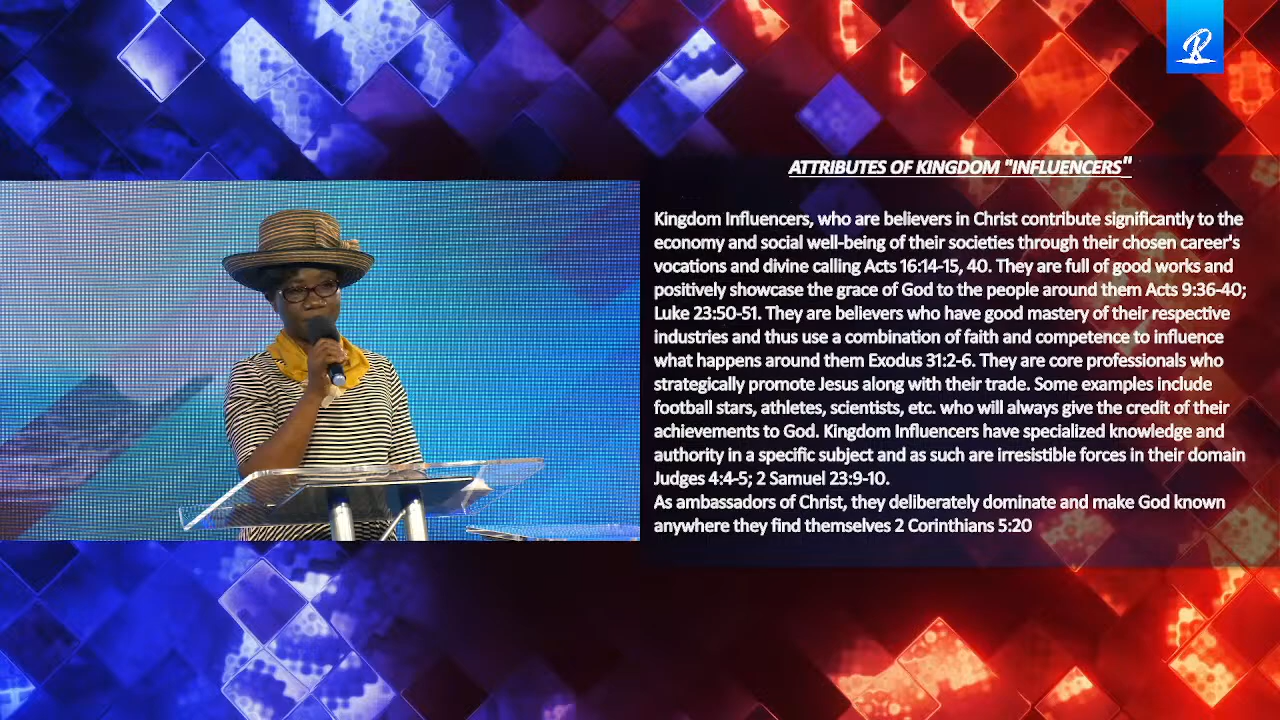 R
ATTRIBUTES OF KINGDOM "INFLUENCERS"
Kingdom Influencers, who are believers in Christ contribute significantly to the
economy and social well-being of their societies through their chosen career's
vocations and divine calling Acts 16:14-15, 40. They are full of good works and
positively showcase the grace of God to the people around them Acts 9:36-40;
Luke 23:50-51. They are believers who have good mastery of their respective
industries and thus use a combination of faith and competence to influence
what happens around them Exodus 31:2-6. They are core professionals who
strategically promote Jesus along with their trade. Some examples include
football stars, athletes, scientists, etc. who will always give the credit of their
achievements to God. Kingdom Influencers have specialized knowledge and
authority in a specific subject and as such are irresistible forces in their domain
Judges 4:4-5; 2 Samuel 23:9-10.
As ambassadors of Christ, they deliberately dominate and make God known
anywhere they find themselves 2 Corinthians 5:20